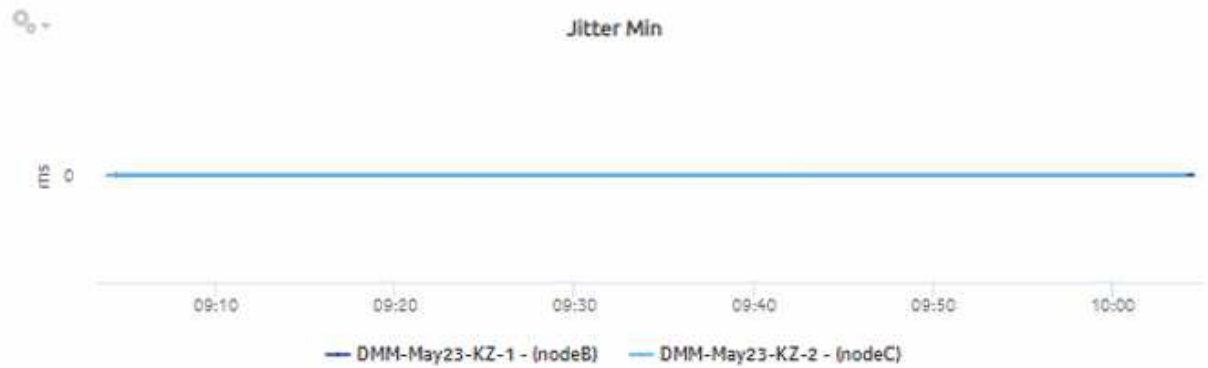 Jitter Min
ms 0
09:10 09:20 09:30 09:40 09:50 10:00
DMM-May23-KZ-1 - (nodeB) DMM-May23-KZ-2 - (nodeC)